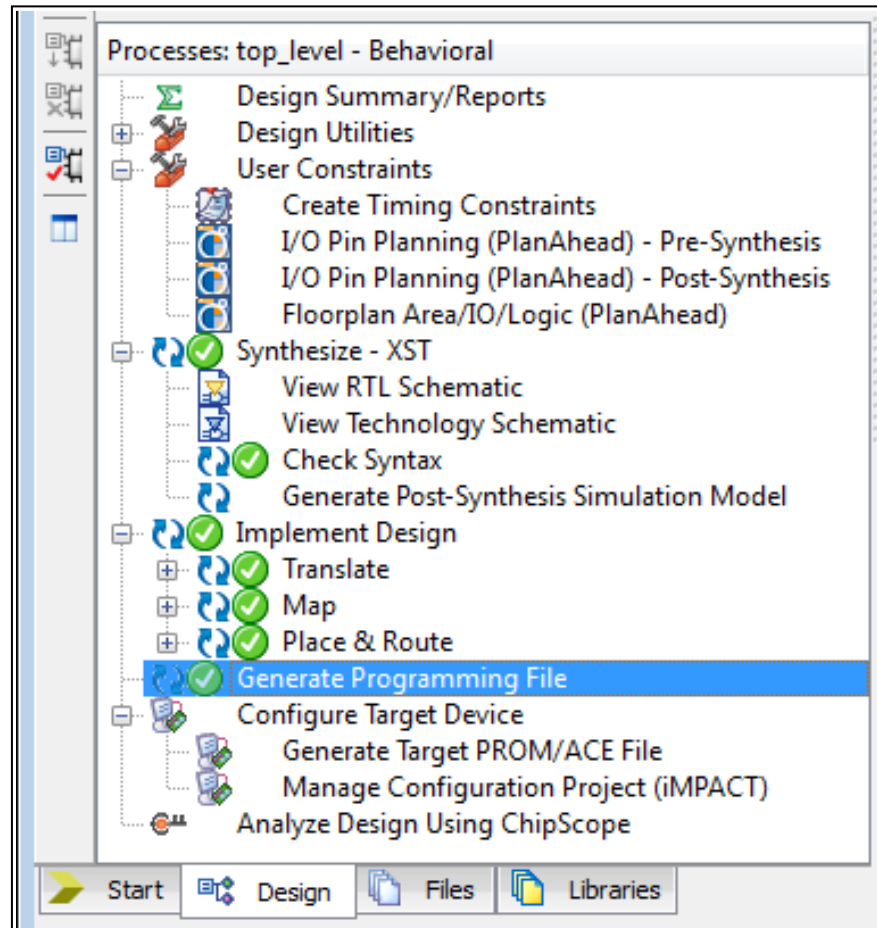 Processes: top_level - Behavioral
Design Summary/Reports
Design Utilities
User Constraints
Create Timing Constraints
I/O Pin Planning (PlanAhead) - Pre-Synthesis
I/O Pin Planning (PlanAhead) - Post-Synthesis
Floorplan Area/IO/Logic (PlanAhead)
Synthesize - XST
View RTL Schematic
View Technology Schematic
Check Syntax
Generate Post-Synthesis Simulation Model
Implement Design
Translate
Map
Place & Route
Generate Programming File
Configure Target Device
Generate Target PROM/ACE File
Manage Configuration Project (iMPACT)
Analyze Design Using ChipScope
Start Design Files Libraries